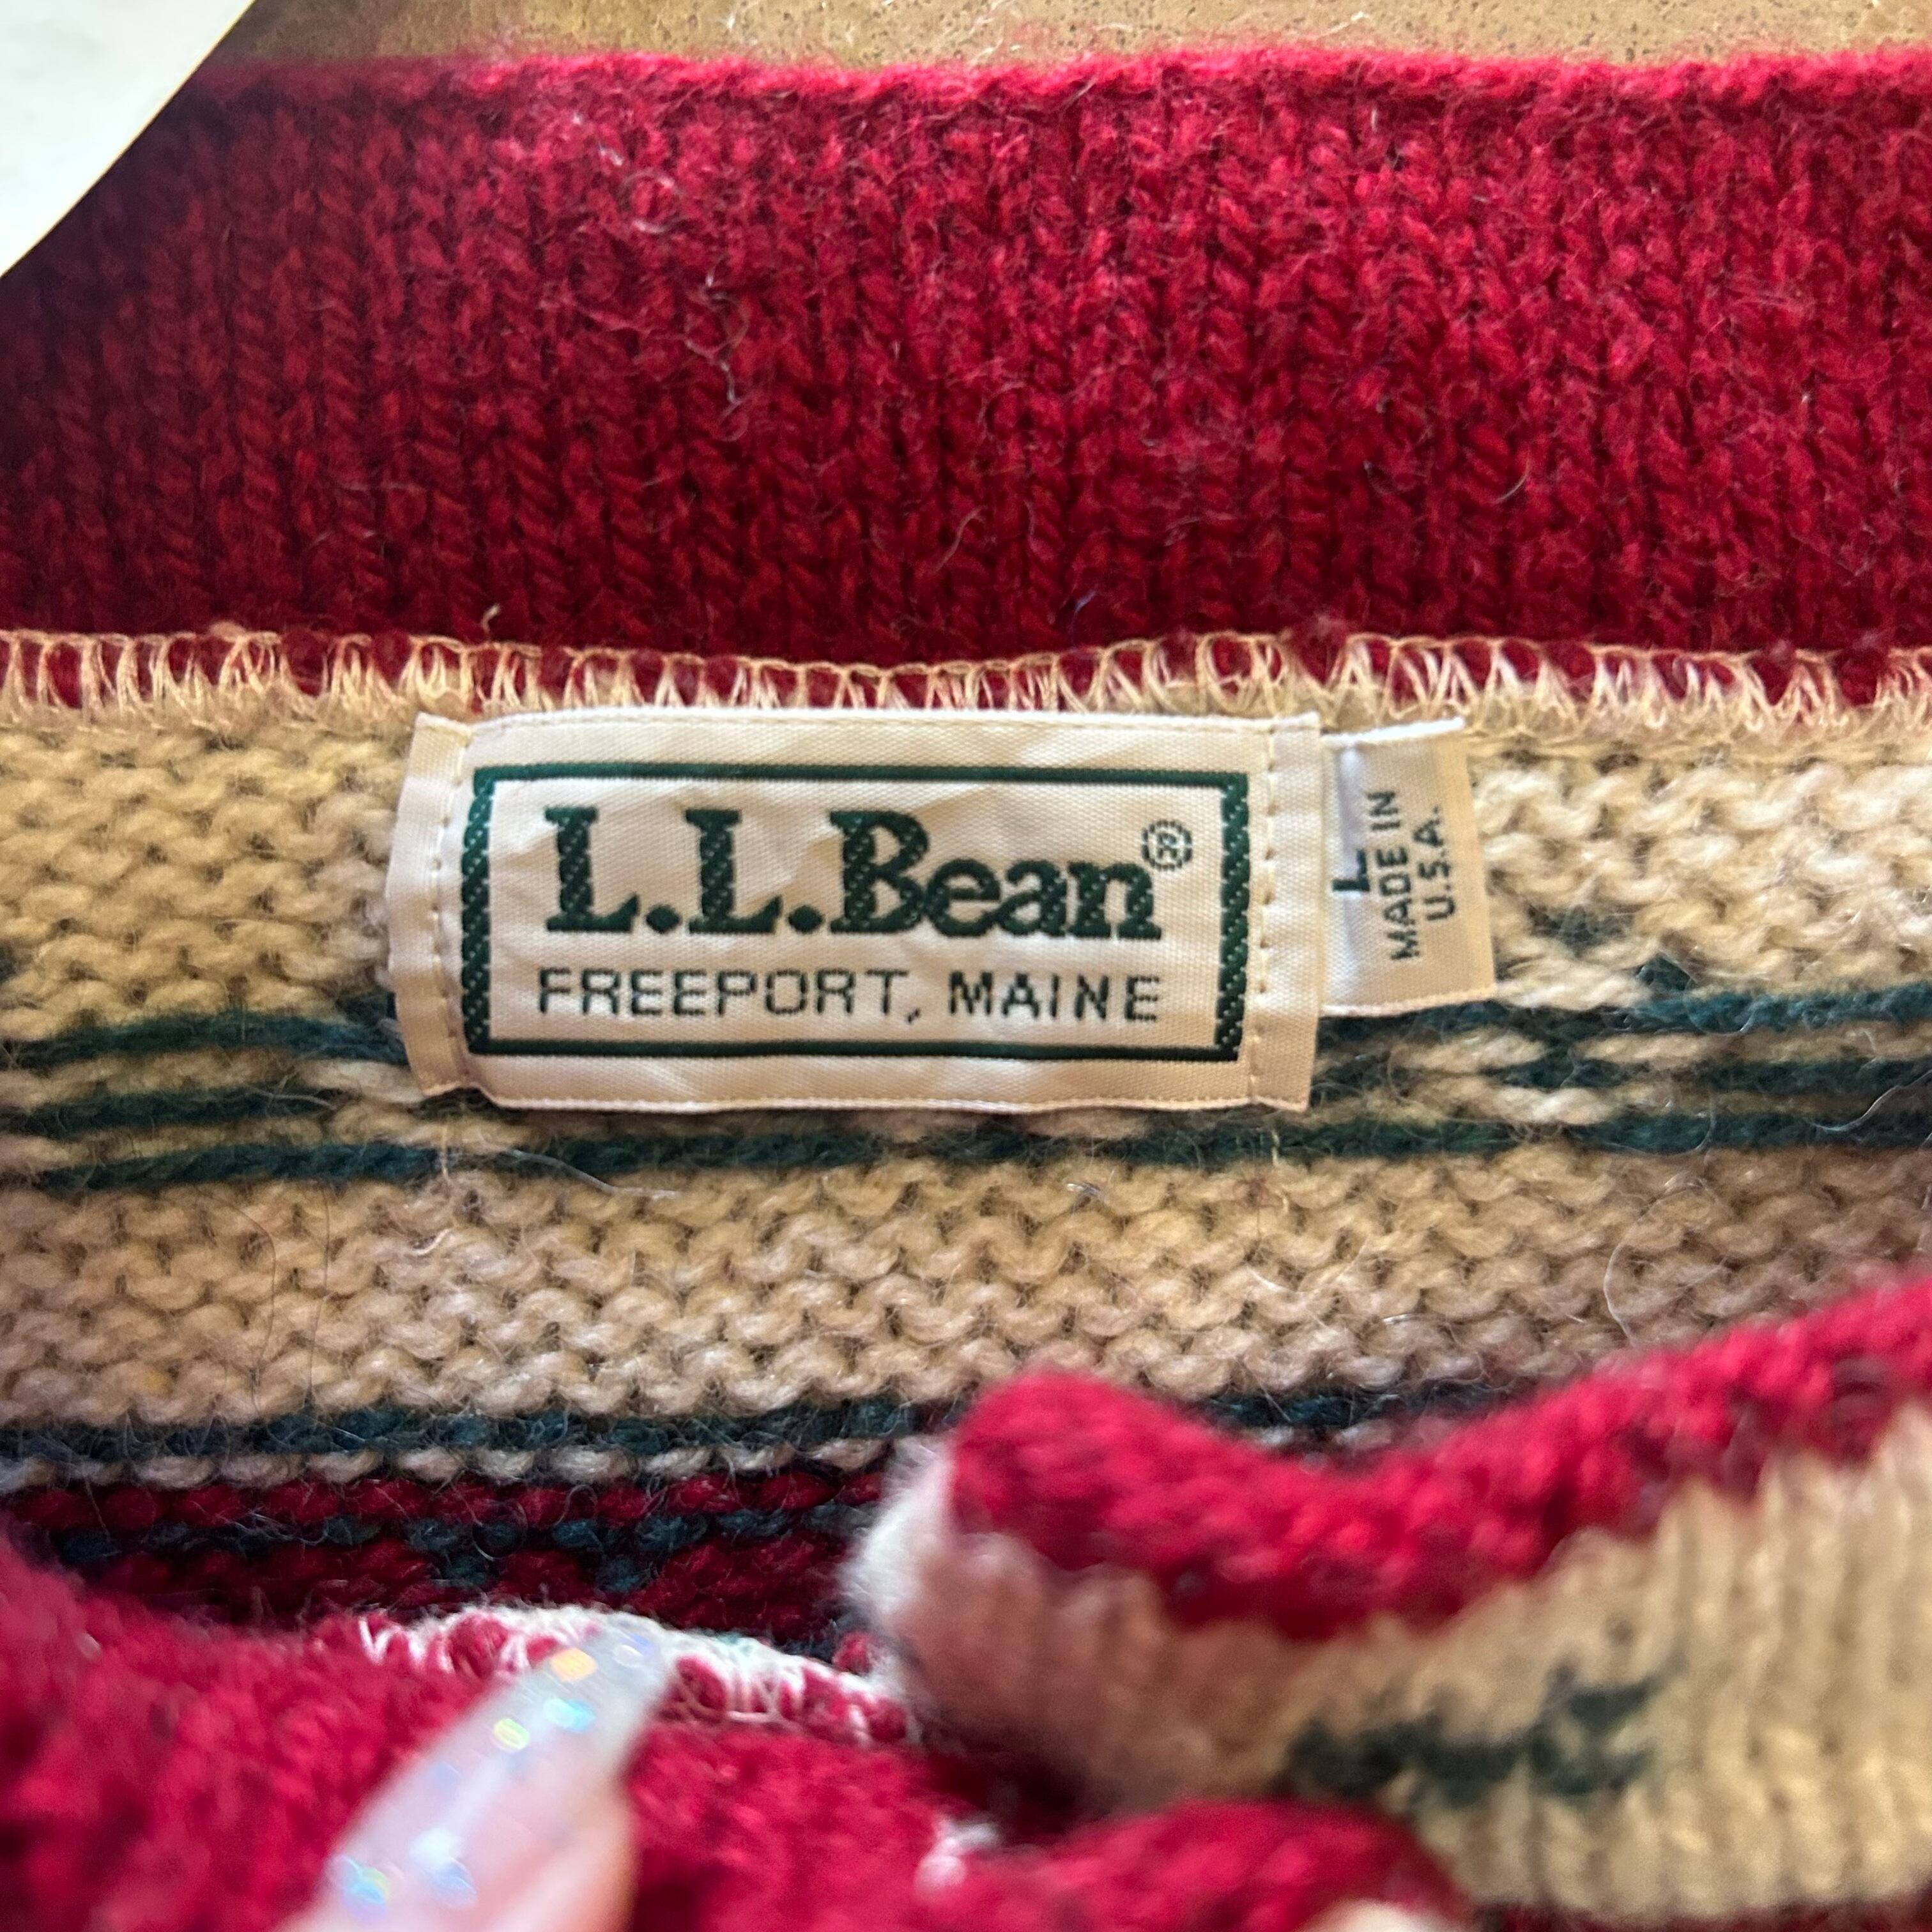 L.L.Bean®
FREEPORT, MAINE
L
MADE IN
U.S.A.